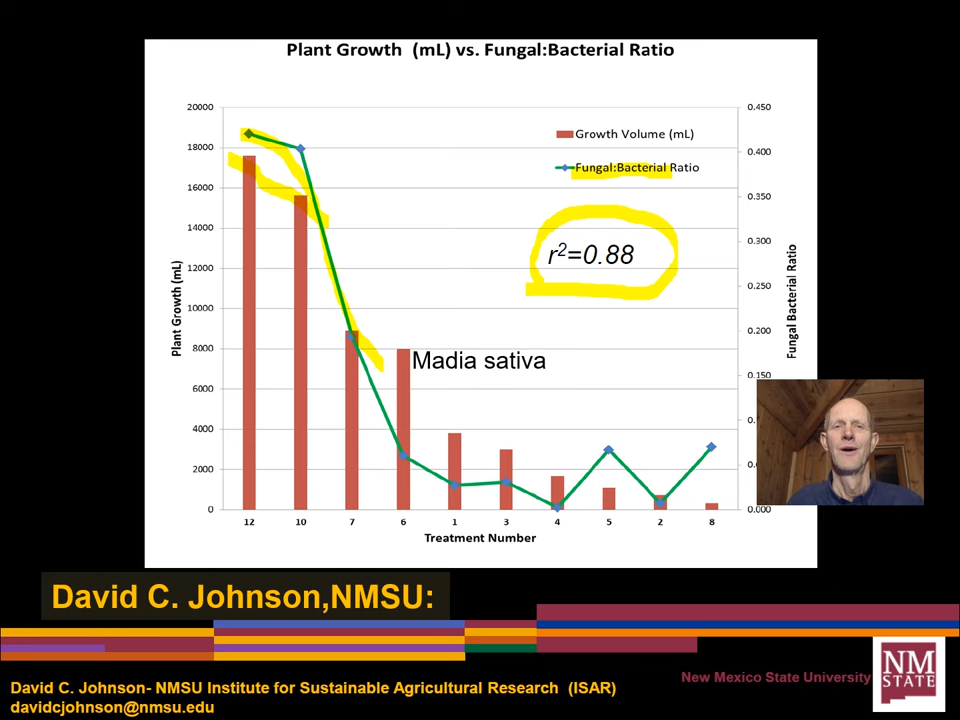 Plant Growth (mL) vs. Fungal:Bacterial Ratio
20000
18000
16000
14000
12000
10000
8000
6000
4000
2000
0
Plant Growth (mL)
0.450
0.400
0.350
0.300
0.250
0.200
0.150
0.000
Fungal Bacterial Ratio
Growth Volume (mL)
Fungal:Bacterial Ratio
r²=0.88
Madia sativa
12 10 7 6 1 3 4 5 2 8
Treatment Number
David C. Johnson,NMSU:
David C. Johnson- NMSU Institute for Sustainable Agricultural Research (ISAR)
davidcjohnson@nmsu.edu
New Mexico State University
NM
STATE